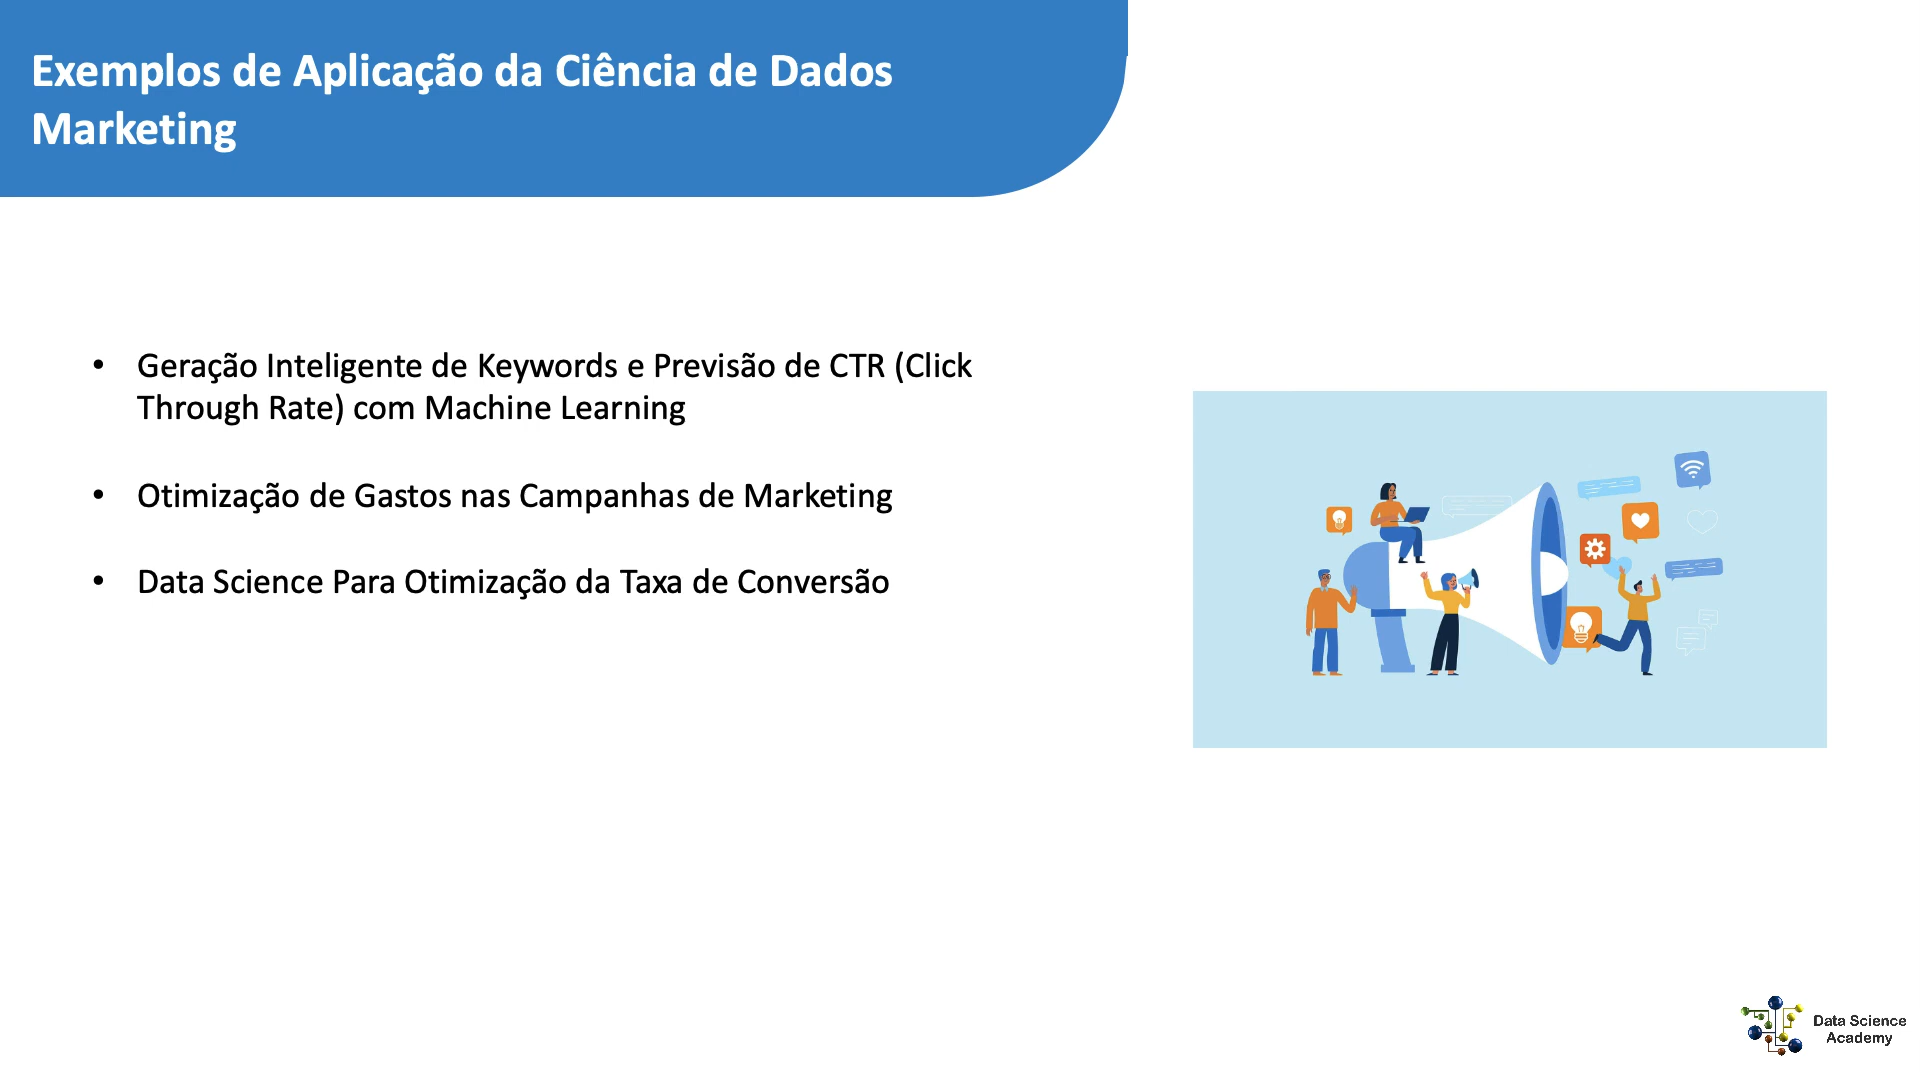 Exemplos de Aplicação da Ciência de Dados
Marketing
• Geração Inteligente de Keywords e Previsão de CTR (Click
Through Rate) com Machine Learning
• Otimização de Gastos nas Campanhas de Marketing
• Data Science Para Otimização da Taxa de Conversão
Data Science
Academy